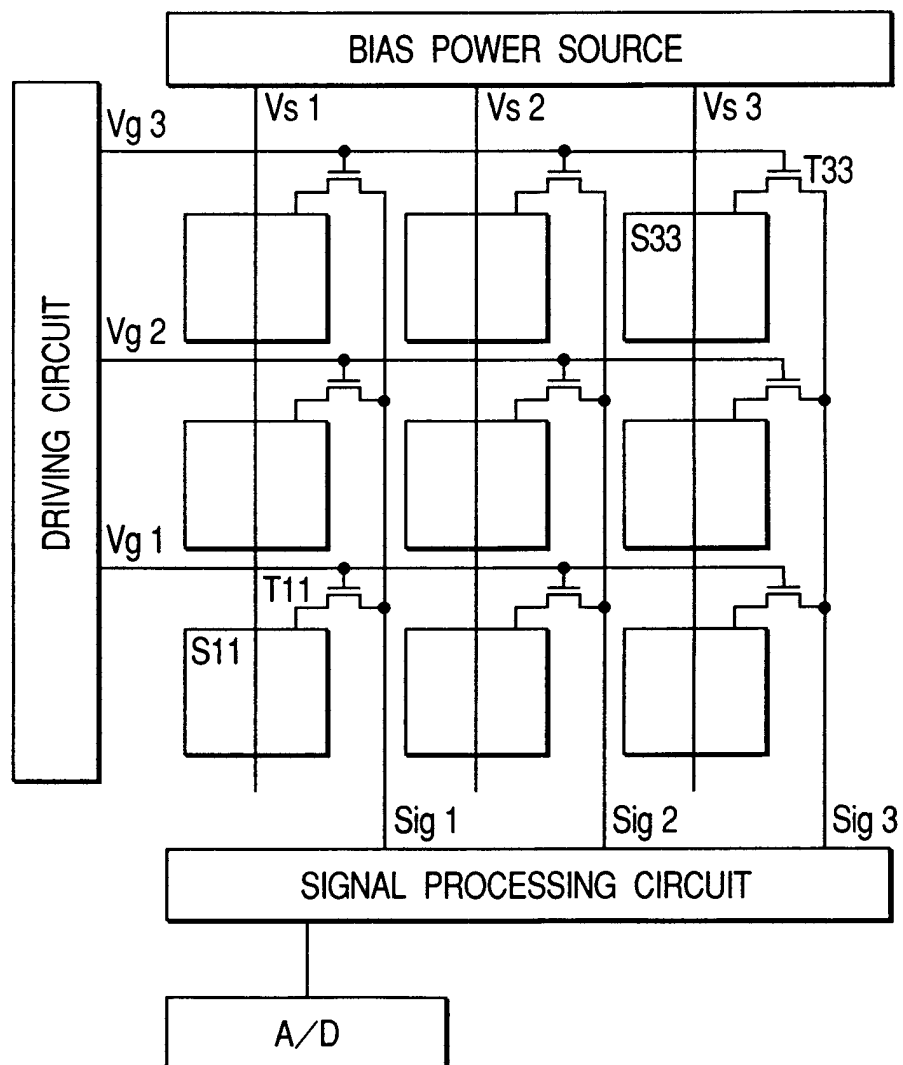 BIAS POWER SOURCE
Vs 1
Vs 2
Vs 3
Vg 3
T33
S33
DRIVING CIRCUIT
Vg 2
Vg 1
T11
S11
Sig 1
Sig 2
Sig 3
SIGNAL PROCESSING CIRCUIT
A/D